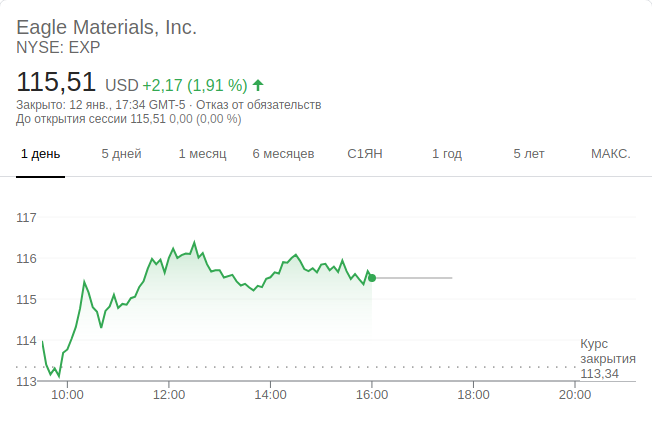 Eagle Materials, Inc.
NYSE: EXP
115,51 USD +2,17 (1,91 %)
Закрыто: 12 янв., 17:34 GMT-5 · Отказ от обязательств
До открытия сессии 115,51 0,00 (0,00 %)
1 день 5 дней 1 месяц 6 месяцев С1ЯН 1 год 5 лет МАКС.
117
116
115
114
Курс
закрытия
113,34
113
10:00 12:00 14:00 16:00 18:00 20:00